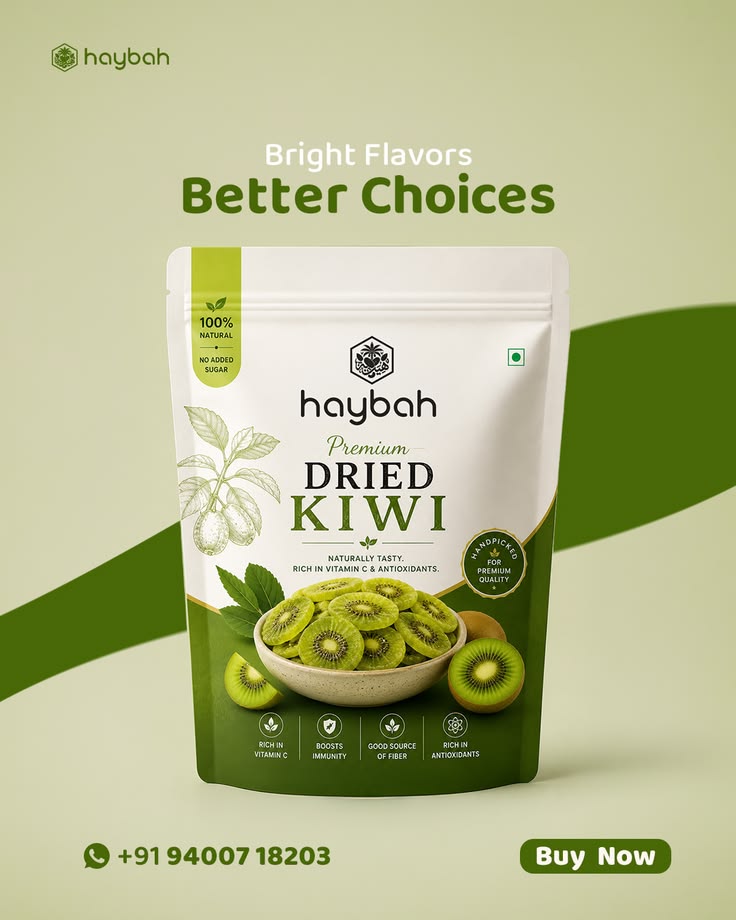 haybah
Bright Flavors
Better Choices
100%
NATURAL
NO ADDED
SUGAR
haybah
Premium
DRIED
KIWI
NATURALLY TASTY.
RICH IN VITAMIN C & ANTIOXIDANTS.
HANDPICKED
FOR
PREMIUM
QUALITY
RICH IN
VITAMIN C
BOOSTS
IMMUNITY
GOOD SOURCE
OF FIBER
RICH IN
ANTIOXIDANTS
+91 94007 18203
Buy Now